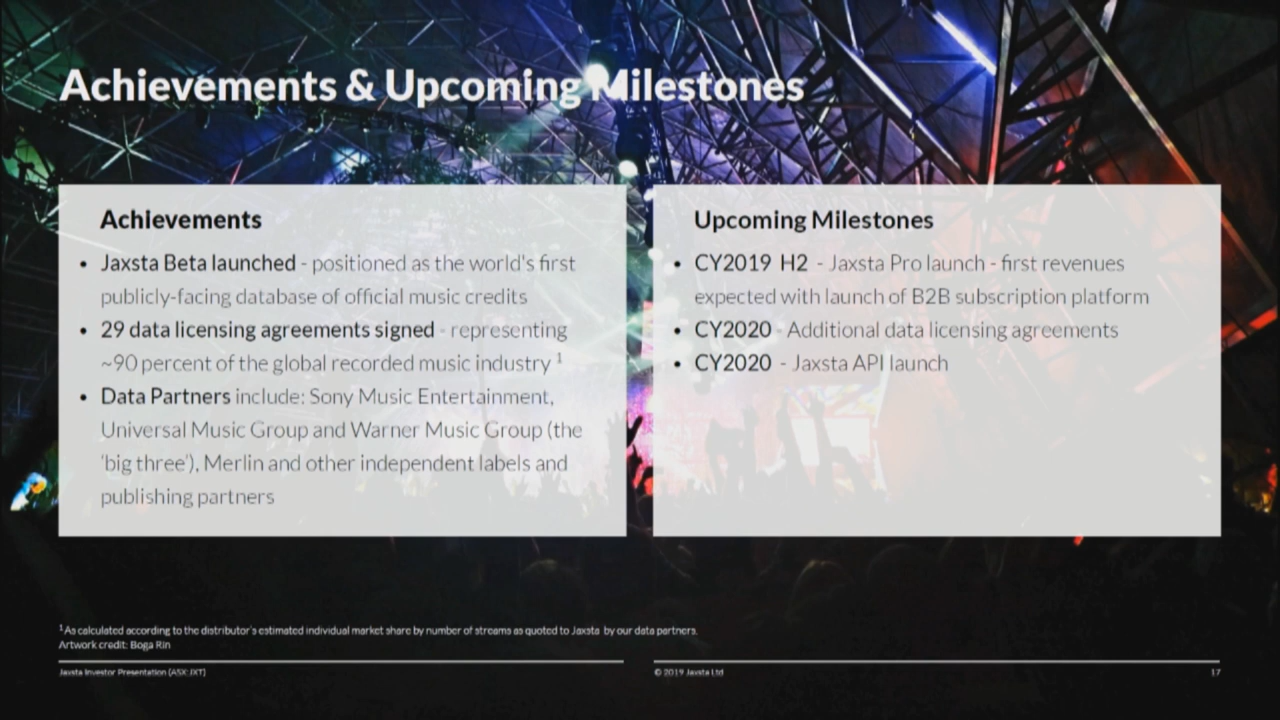 Achievements & Upcoming Milestones
Achievements
• Jaxsta Beta launched - positioned as the world's first
publicly-facing database of official music credits
• 29 data licensing agreements signed - representing
~90 percent of the global recorded music industry ¹
• Data Partners include: Sony Music Entertainment,
Universal Music Group and Warner Music Group (the
'big three'), Merlin and other independent labels and
publishing partners
Upcoming Milestones
• CY2019 H2 - Jaxsta Pro launch - first revenues
expected with launch of B2B subscription platform
• CY2020 - Additional data licensing agreements
• CY2020 - Jaxsta API launch
¹As calculated according to the distributor's estimated individual market share by number of streams as quoted to Jaxsta by our data partners.
Artwork credit: Boga Rin
Jaxsta Investor Presentation (ASX:JXT)
© 2019 Jaxsta Ltd
17